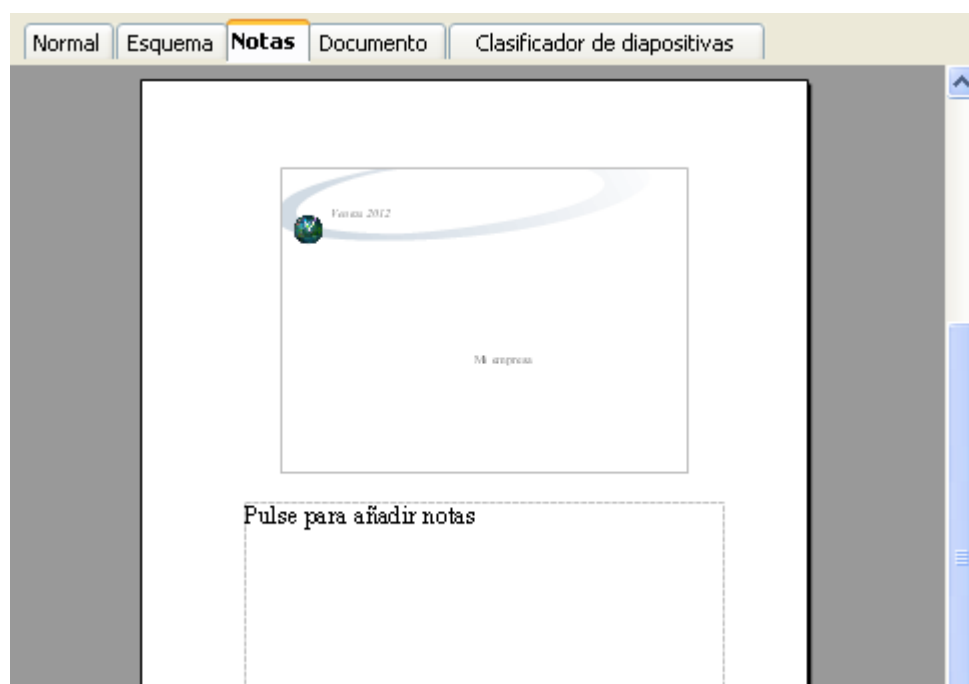 Normal Esquema Notas Documento Clasificador de diapositivas
Ventas 2012
Mi empresa
Pulse para añadir notas